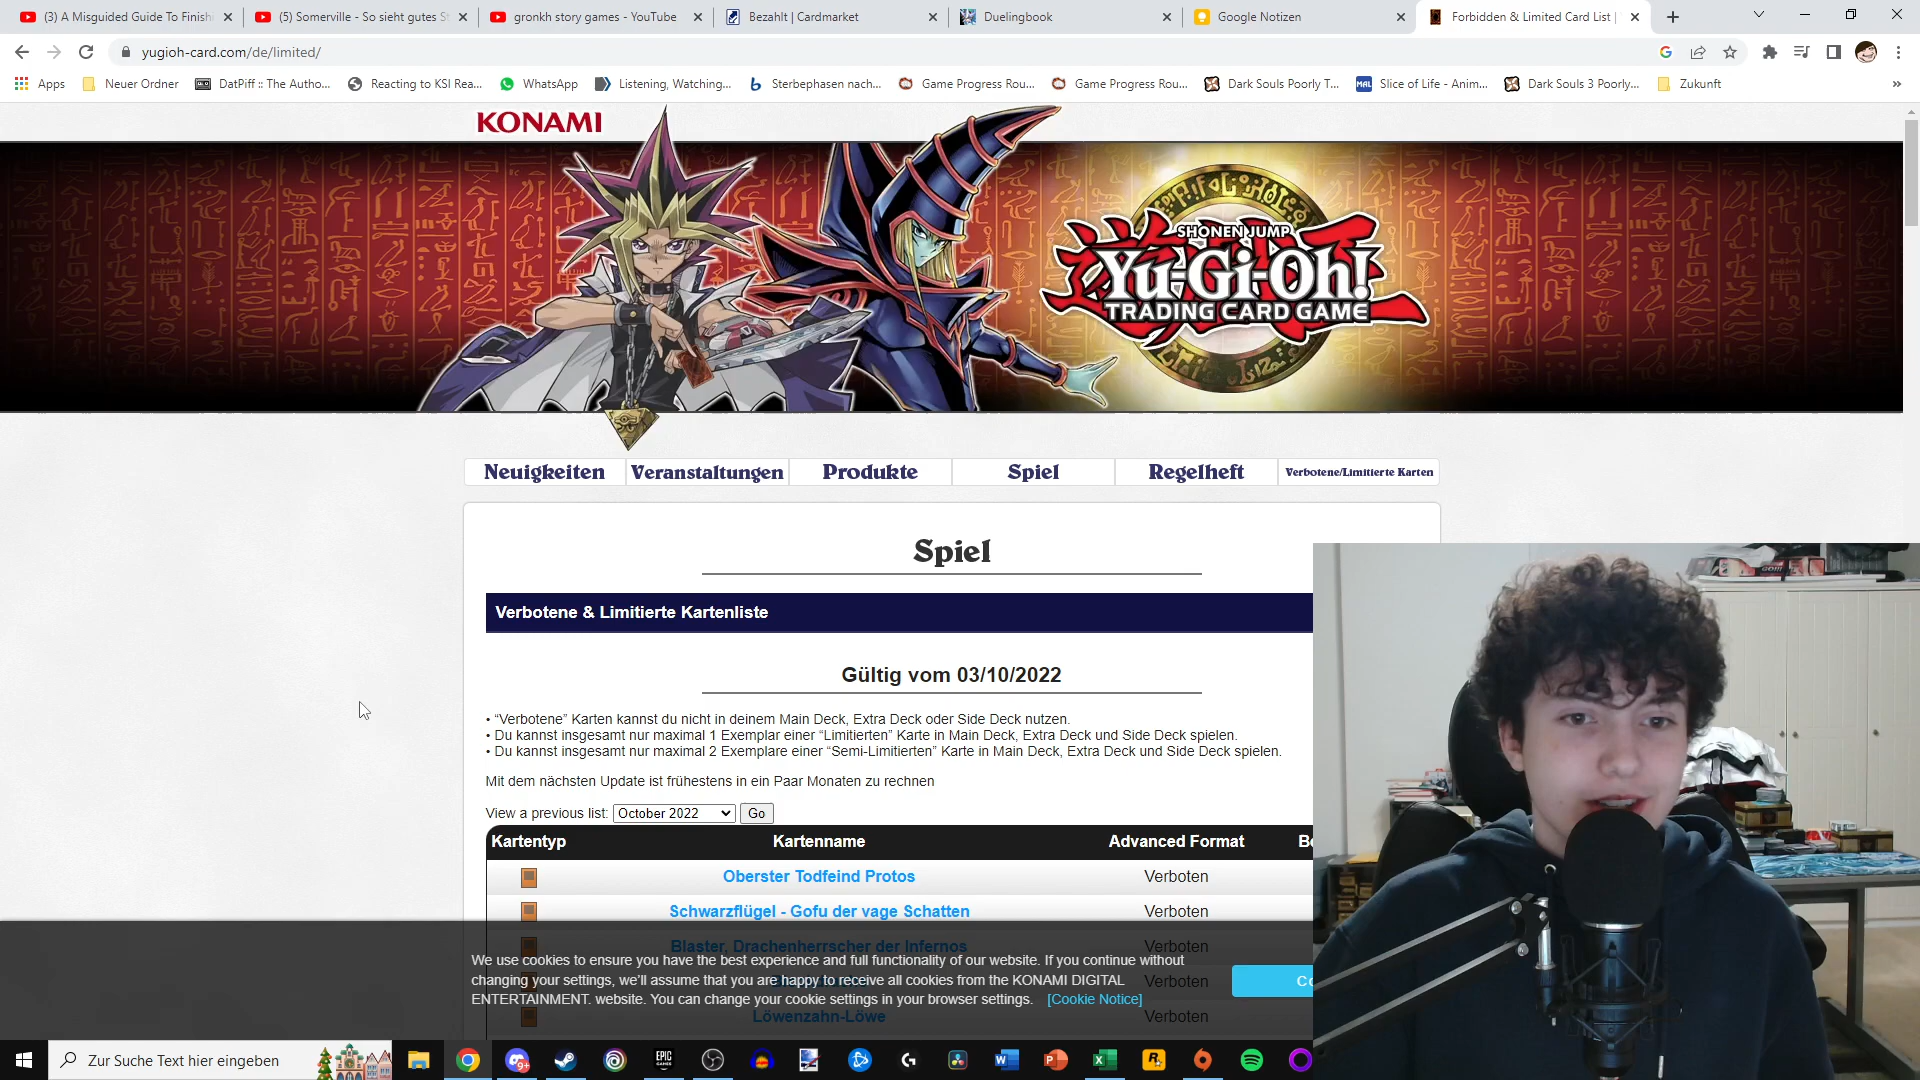 (3) A Misguided Guide To Finish
(5) Somerville - So sieht gutes S
gronkh story games - YouTube
Bezahlt | Cardmarket
Duelingbook
Google Notizen
Forbidden & Limited Card List |
yugioh-card.com/de/limited/
Apps
Neuer Ordner
DatPiff :: The Autho...
Reacting to KSI Rea...
WhatsApp
Listening, Watching...
Sterbephasen nach...
Game Progress Rou...
Game Progress Rou...
Dark Souls Poorly T...
MAL
Slice of Life - Anim...
Dark Souls 3 Poorly...
Zukunft
KONAMI
SHONEN JUMP
Yu-Gi-Oh!
TRADING CARD GAME
Neuigkeiten
Veranstaltungen
Produkte
Spiel
Regelheft
Verbotene/Limitierte Karten
Spiel
Verbotene & Limitierte Kartenliste
Gültig vom 03/10/2022
• “Verbotene” Karten kannst du nicht in deinem Main Deck, Extra Deck oder Side Deck nutzen.
• Du kannst insgesamt nur maximal 1 Exemplar einer “Limitierten” Karte in Main Deck, Extra Deck und Side Deck spielen.
• Du kannst insgesamt nur maximal 2 Exemplare einer “Semi-Limitierten” Karte in Main Deck, Extra Deck und Side Deck spielen.
Mit dem nächsten Update ist frühestens in ein Paar Monaten zu rechnen
View a previous list: October 2022 Go
Kartentyp Kartenname Advanced Format Be
Oberster Todfeind Protos Verboten
Schwarzflügel - Gofu der vage Schatten Verboten
Blaster, Drachenherrscher der Infernos Verboten
Verboten
Löwenzahn-Löwe Verboten
We use cookies to ensure you have the best experience and full functionality of our website. If you continue without
changing your settings, we'll assume that you are happy to receive all cookies from the KONAMI DIGITAL
ENTERTAINMENT. website. You can change your cookie settings in your browser settings. [Cookie Notice]
Co
Zur Suche Text hier eingeben
9+
EPIC
GAMES